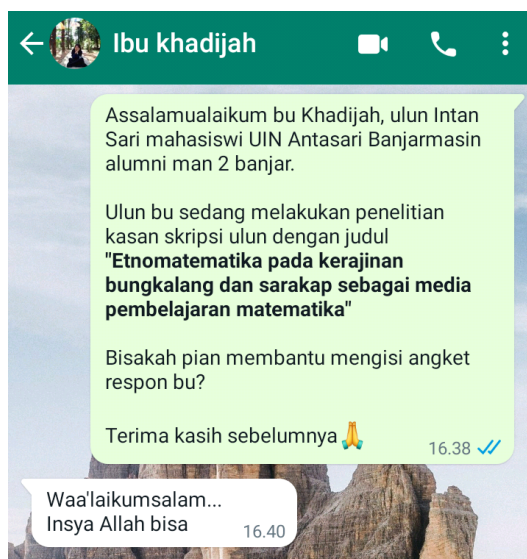 Ibu khadijah
Assalamualaikum bu Khadijah, ulun Intan
Sari mahasiswi UIN Antasari Banjarmasin
alumni man 2 banjar.
Ulun bu sedang melakukan penelitian
kasan skripsi ulun dengan judul
"Etnomatematika pada kerajinan
bungkalang dan sarakap sebagai media
pembelajaran matematika"
Bisakah pian membantu mengisi angket
respon bu?
Terima kasih sebelumnya🙏
16.38
Waa'laikumsalam...
Insya Allah bisa
16.40